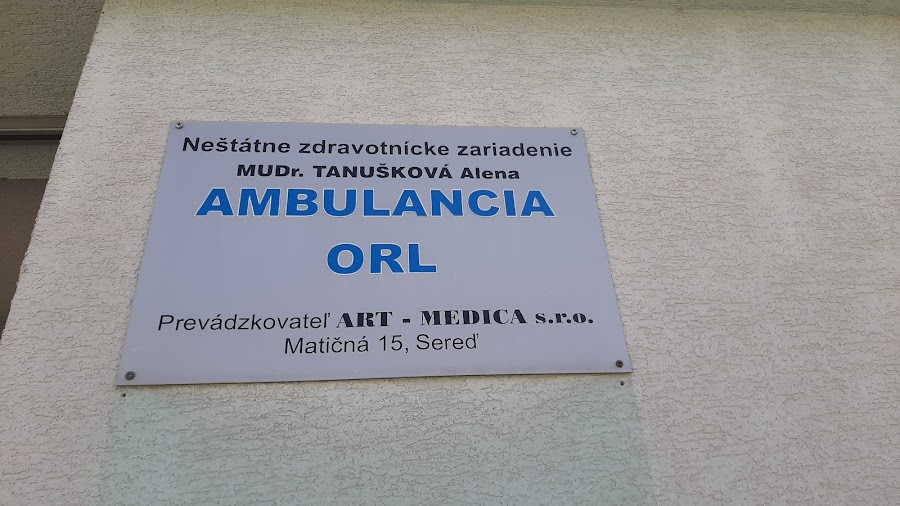 Neštátne zdravotnícke zariadenie
MUDr. TANUŠKOVÁ Alena
AMBULANCIA
ORL
Prevádzkovateľ ART - MEDICA s.r.o.
Matičná 15, Sereď